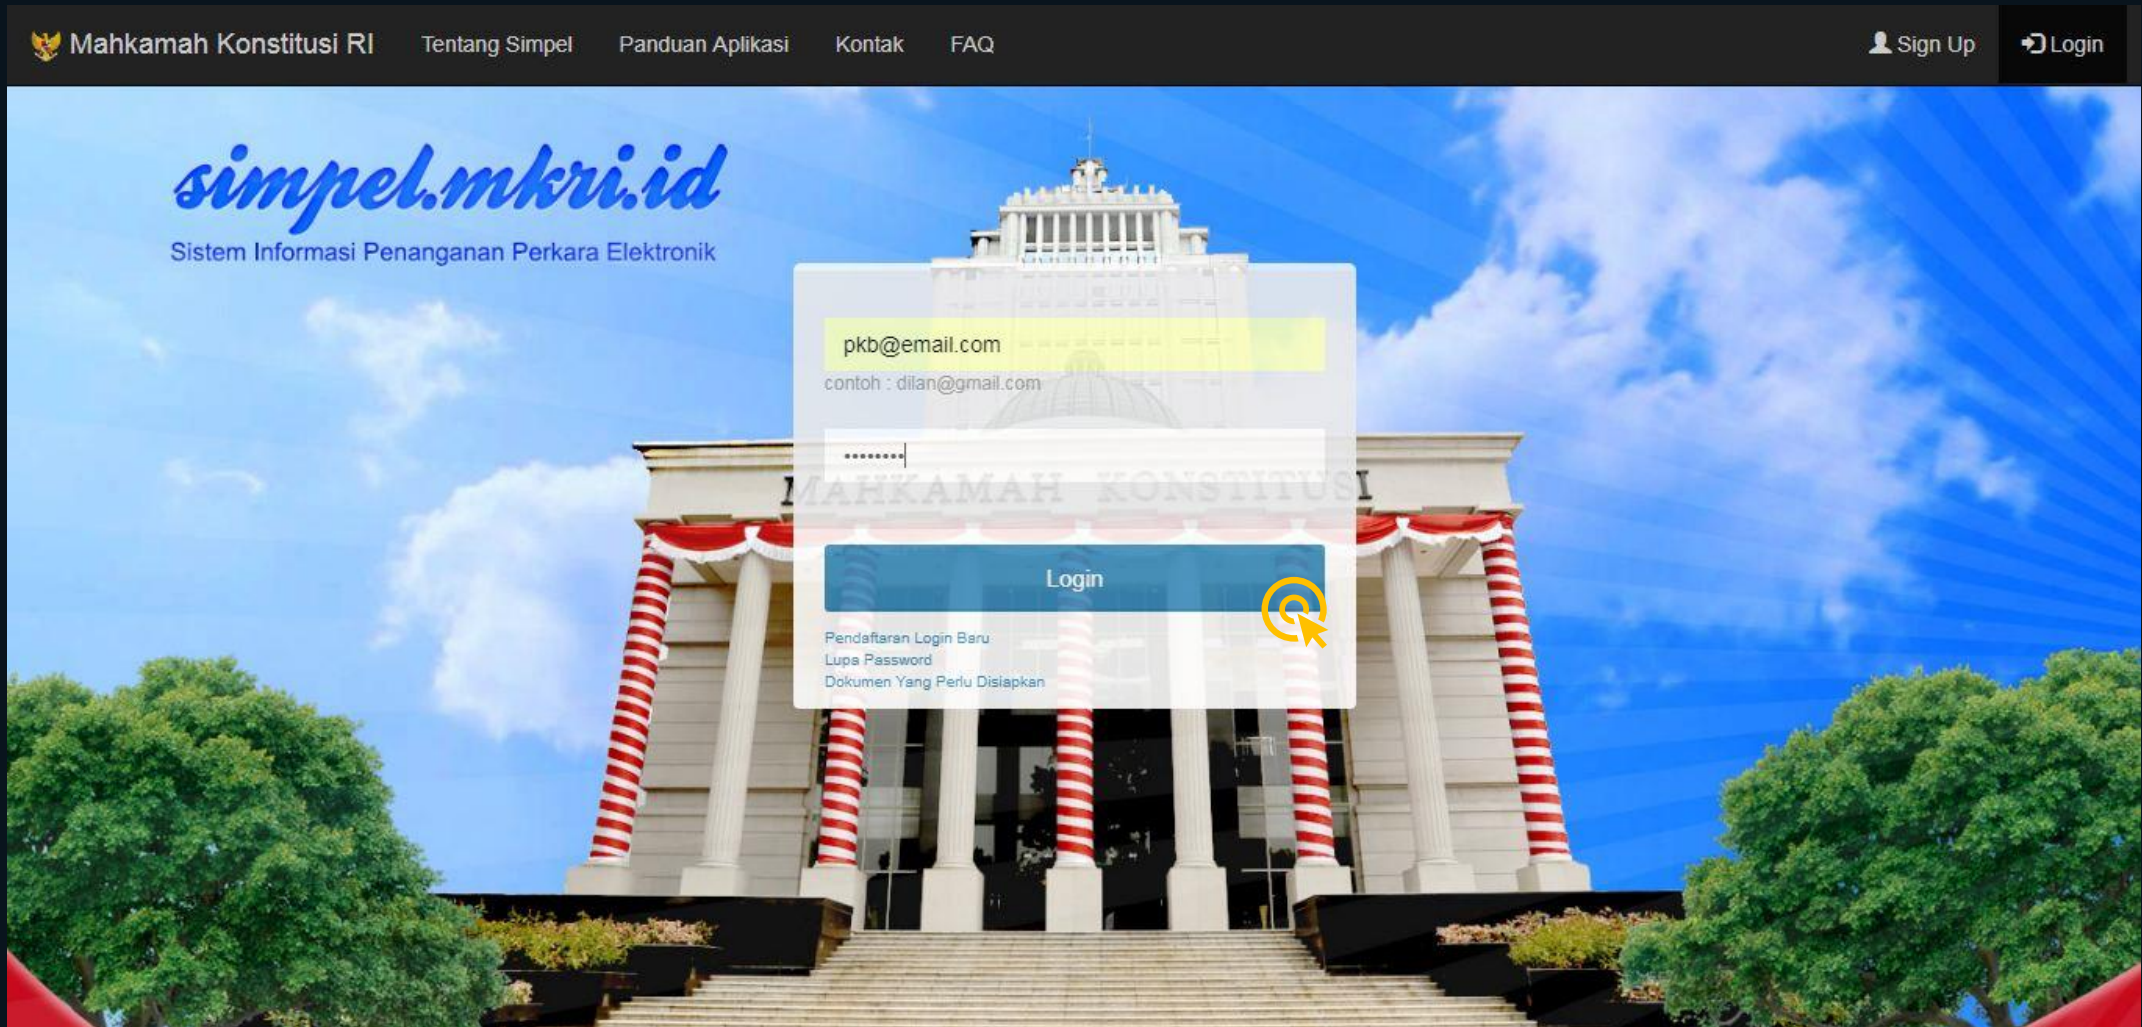 Mahkamah Konstitusi RI Tentang Simpel Panduan Aplikasi Kontak FAQ Sign Up Login
simpel.mkri.id
Sistem Informasi Penanganan Perkara Elektronik
pkb@email.com
contoh : dilan@gmail.com
••••••••
MAHKAMAH KONSTITUSI
Login
Pendaftaran Login Baru
Lupa Password
Dokumen Yang Perlu Disiapkan